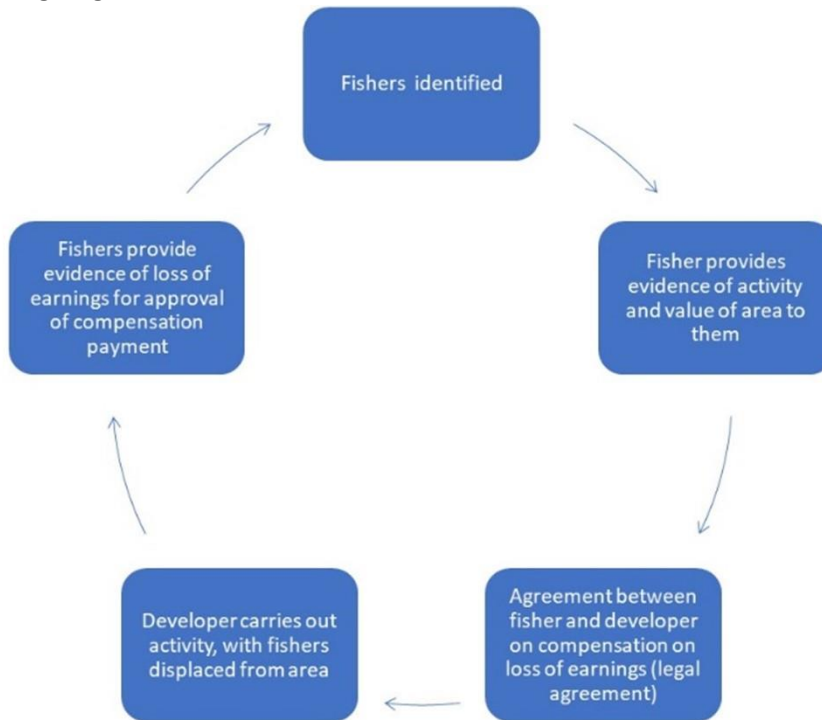 Fishers identified
Fisher provides
evidence of activity
and value of area to
them
Agreement between
fisher and developer
on compensation on
loss of earnings (legal
agreement)
Developer carries out
activity, with fishers
displaced from area
Fishers provide
evidence of loss of
earnings for approval
of compensation
payment